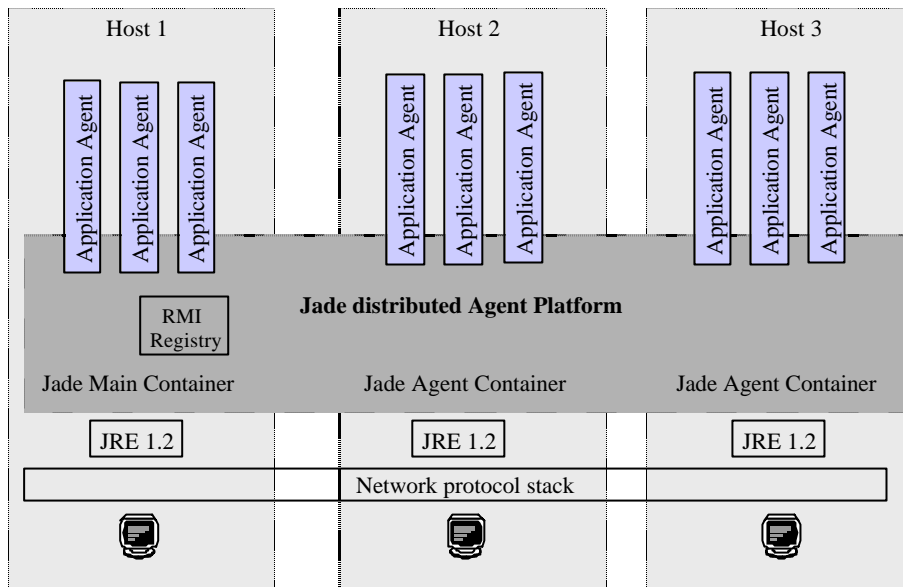 Host 1
Host 2
Host 3
Application Agent
Application Agent
Application Agent
Application Agent
Application Agent
Application Agent
Application Agent
Application Agent
Application Agent
Jade distributed Agent Platform
RMI
Registry
Jade Main Container
Jade Agent Container
Jade Agent Container
JRE 1.2
JRE 1.2
JRE 1.2
Network protocol stack